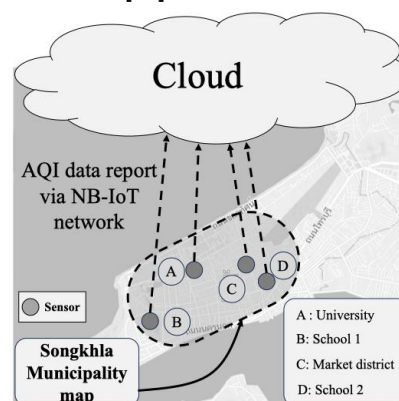 Cloud
AQI data report
via NB-IoT
network
A
D
C
B
Sensor
Songkhla
Municipality
map
A : University
B: School 1
C: Market district
D: School 2